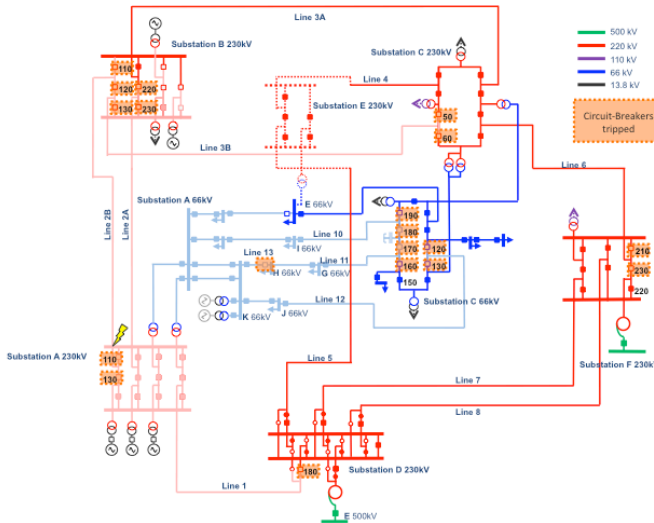 Line 3A
Substation B 230kV
Substation C 230kV
500 kV
220 kV
110 kV
66 kV
13.8 kV
110
120
220
130
230
Line 4
Substation E 230kV
50
60
Circuit-Breakers
tripped
Line 3B
Line 6
Substation A 66kV
E 66kV
Line 2B
Line 2A
Line 10
I 66kV
190
180
170
120
160
130
150
Line 13
Line 11
H 66kV
G 66kV
210
230
220
Line 12
Substation C 66kV
K 66kV
J 66kV
Substation A 230kV
110
130
Line 5
Line 7
Line 8
Substation F 230k
180
Substation D 230kV
Line 1
E 500kV